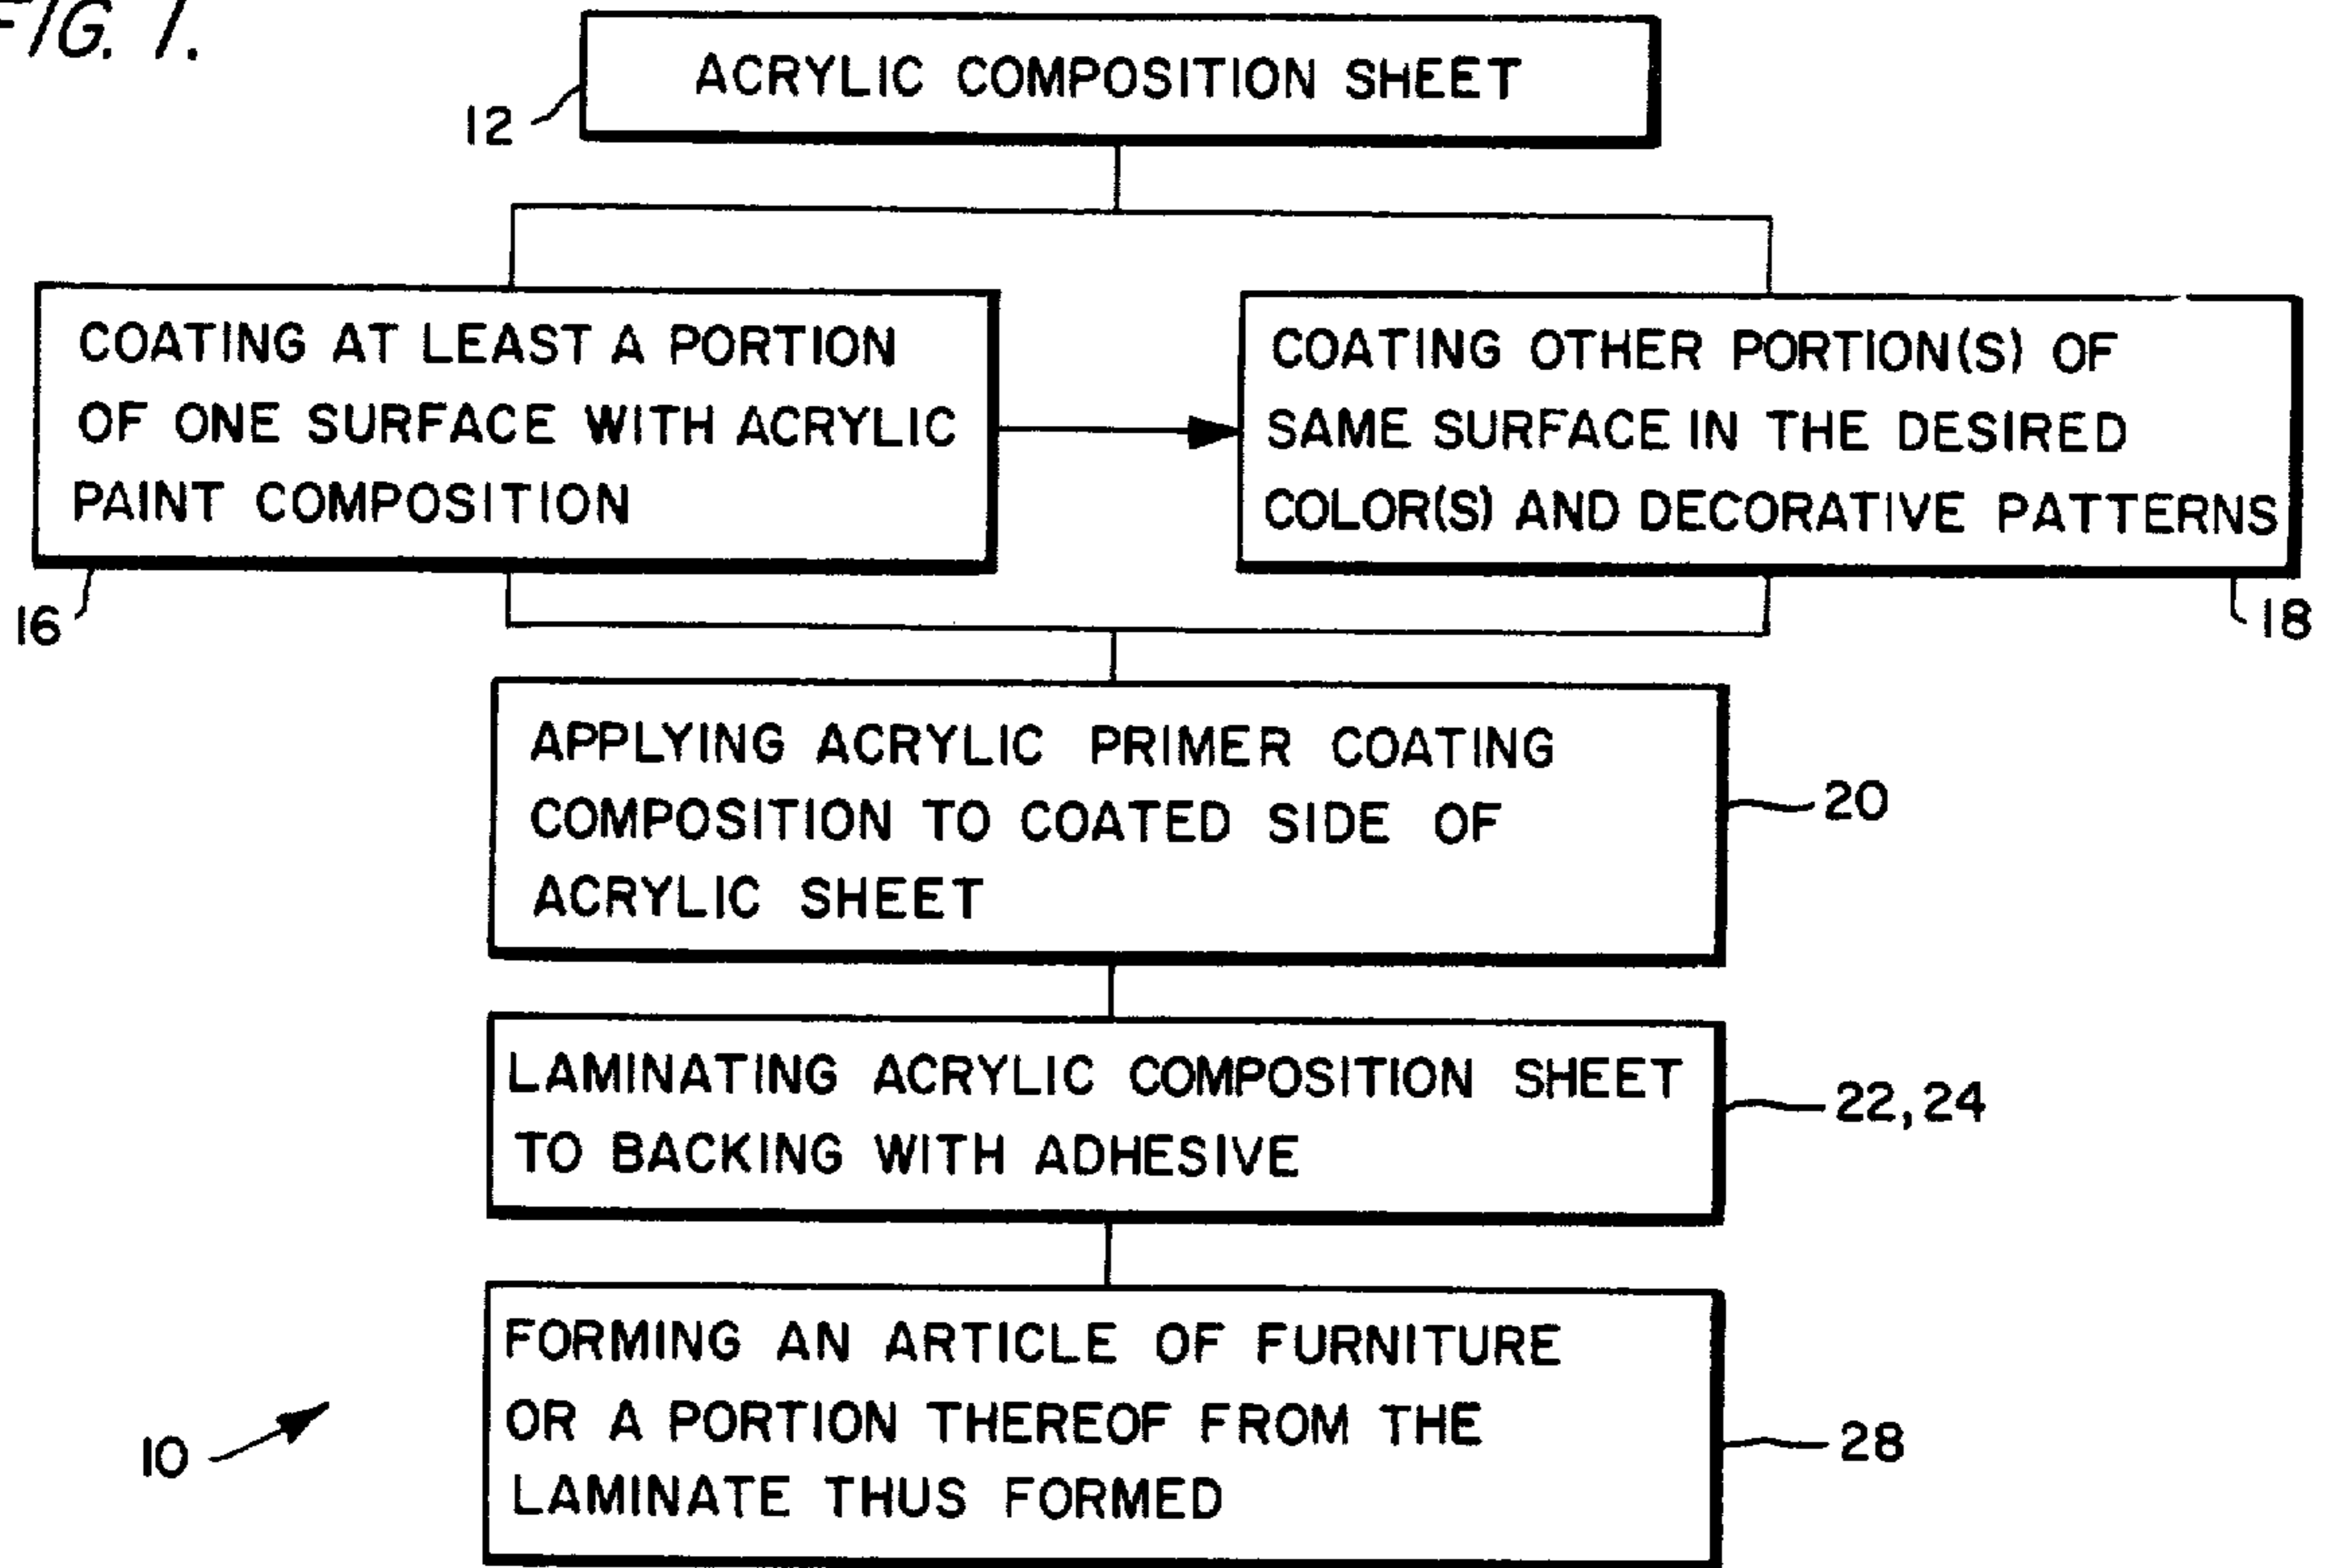 FIG. 1.
ACRYLIC COMPOSITION SHEET
12
COATING AT LEAST A PORTION
OF ONE SURFACE WITH ACRYLIC
PAINT COMPOSITION
16
COATING OTHER PORTION(S) OF
SAME SURFACE IN THE DESIRED
COLOR(S) AND DECORATIVE PATTERNS
18
APPLYING ACRYLIC PRIMER COATING
COMPOSITION TO COATED SIDE OF
ACRYLIC SHEET
20
LAMINATING ACRYLIC COMPOSITION SHEET
TO BACKING WITH ADHESIVE
22,24
FORMING AN ARTICLE OF FURNITURE
OR A PORTION THEREOF FROM THE
LAMINATE THUS FORMED
28
10